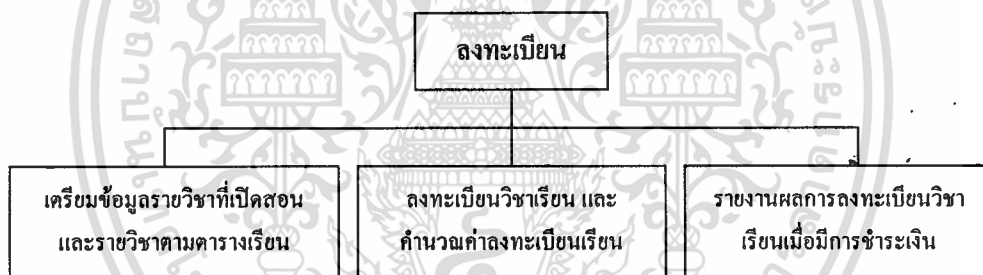 ลงทะเบียน
เตรียมข้อมูลรายวิชาที่เปิดสอน
และรายวิชาตามตารางเรียน
ลงทะเบียนวิชาเรียน และ
คำนวณค่าลงทะเบียนเรียน
รายงานผลการลงทะเบียนวิชา
เรียนเมื่อมีการชำระเงิน